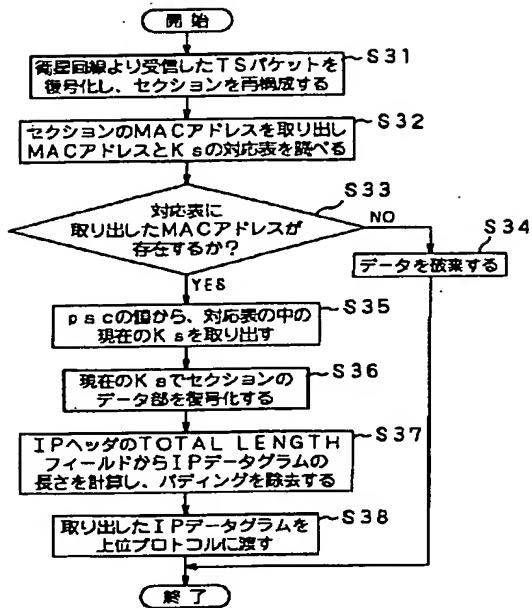 開始
衛星回線より受信したTSパケットを
復号化し、セクションを再構成する
S31
セクションのMACアドレスを取り出し
MACアドレスとKsの対応表を調べる
S32
対応表に
取り出したMACアドレスが
存在するか?
S33
NO
S34
データを破棄する
YES
pscの値から、対応表の中の
現在のKsを取り出す
S35
現在のKsでセクションの
データ部を復号化する
S36
IPヘッダのTOTAL LENGTH
フィールドからIPデータグラムの
長さを計算し、パディングを除去する
S37
取り出したIPデータグラムを
上位プロトコルに渡す
S38
終了